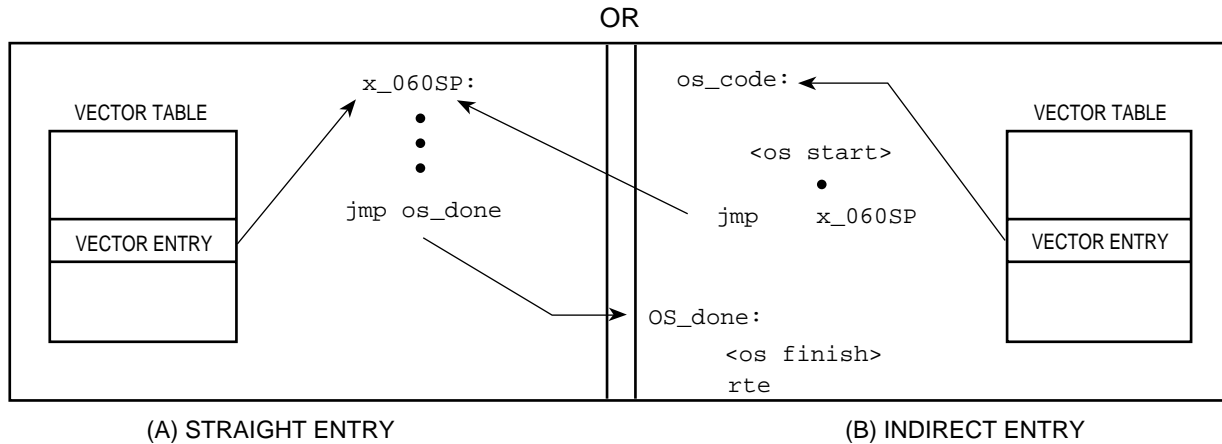 OR
VECTOR TABLE
VECTOR ENTRY
x_060SP:
jmp os_done
os_code:
<os start>
jmp x_060SP
OS_done:
<os finish>
rte
VECTOR TABLE
VECTOR ENTRY
(A) STRAIGHT ENTRY
(B) INDIRECT ENTRY